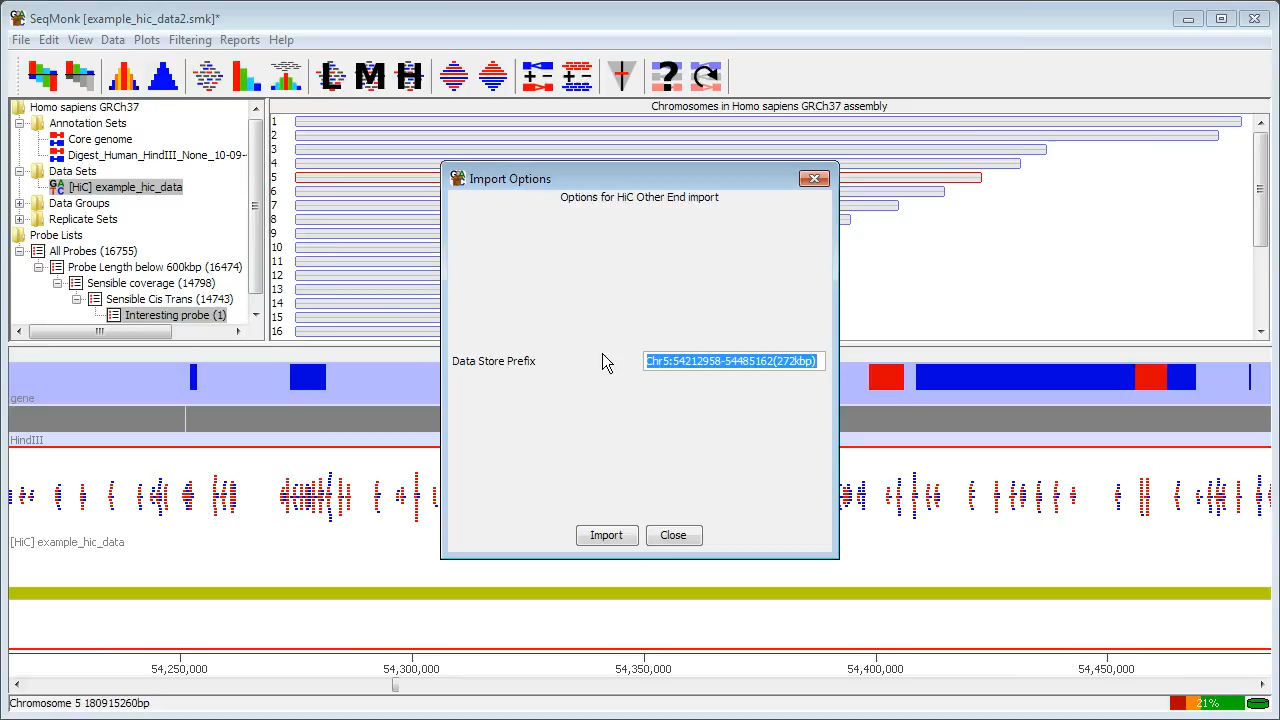 SeqMonk [example_hic_data2.smk]*
File Edit View Data Plots Filtering Reports Help
L M H ?
Homo sapiens GRCh37
Annotation Sets
Core genome
Digest_Human_HindIII_None_10-09-
Data Sets
[HiC] example_hic_data
Data Groups
Replicate Sets
Probe Lists
All Probes (16755)
Probe Length below 600kbp (16474)
Sensible coverage (14798)
Sensible Cis Trans (14743)
Interesting probe (1)
Chromosomes in Homo sapiens GRCh37 assembly
1
2
3
4
5
6
7
8
9
10
11
12
13
14
15
16
Import Options
Options for HiC Other End import
Data Store Prefix
Chr5:54212958-54485162(272kbp)
Import Close
gene
HindIII
[HiC] example_hic_data
54,250,000 54,300,000 54,350,000 54,400,000 54,450,000
Chromosome 5 180915260bp
21%